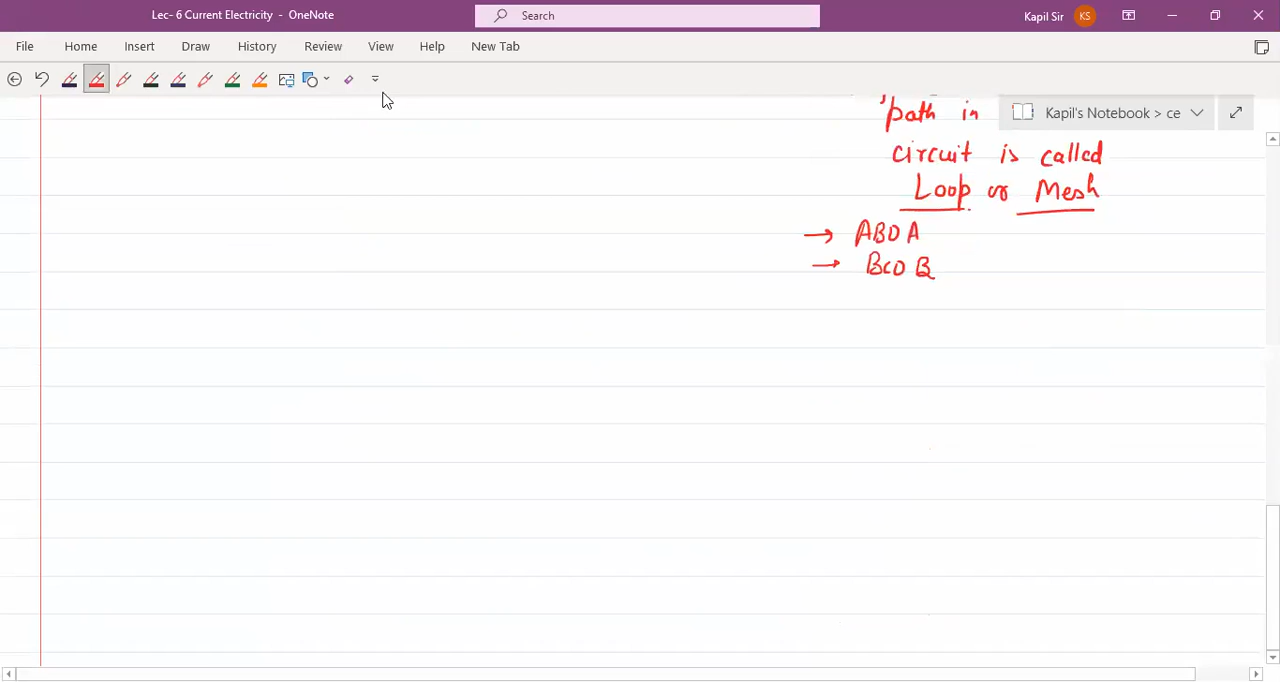 Lec- 6 Current Electricity - OneNote
Search
Kapil Sir
KS
File Home Insert Draw History Review View Help New Tab
path in
Kapil's Notebook > ce
circuit is called
Loop or Mesh
→ ABDA
→ BCDB